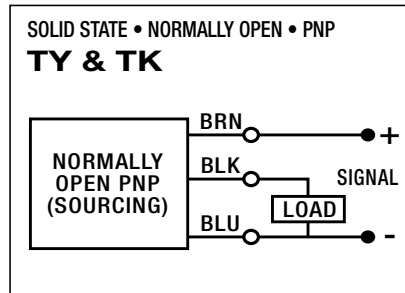 SOLID STATE • NORMALLY OPEN • PNP
TY & TK
NORMALLY
OPEN PNP
(SOURCING)
BRN
+
BLK
SIGNAL
LOAD
BLU
-